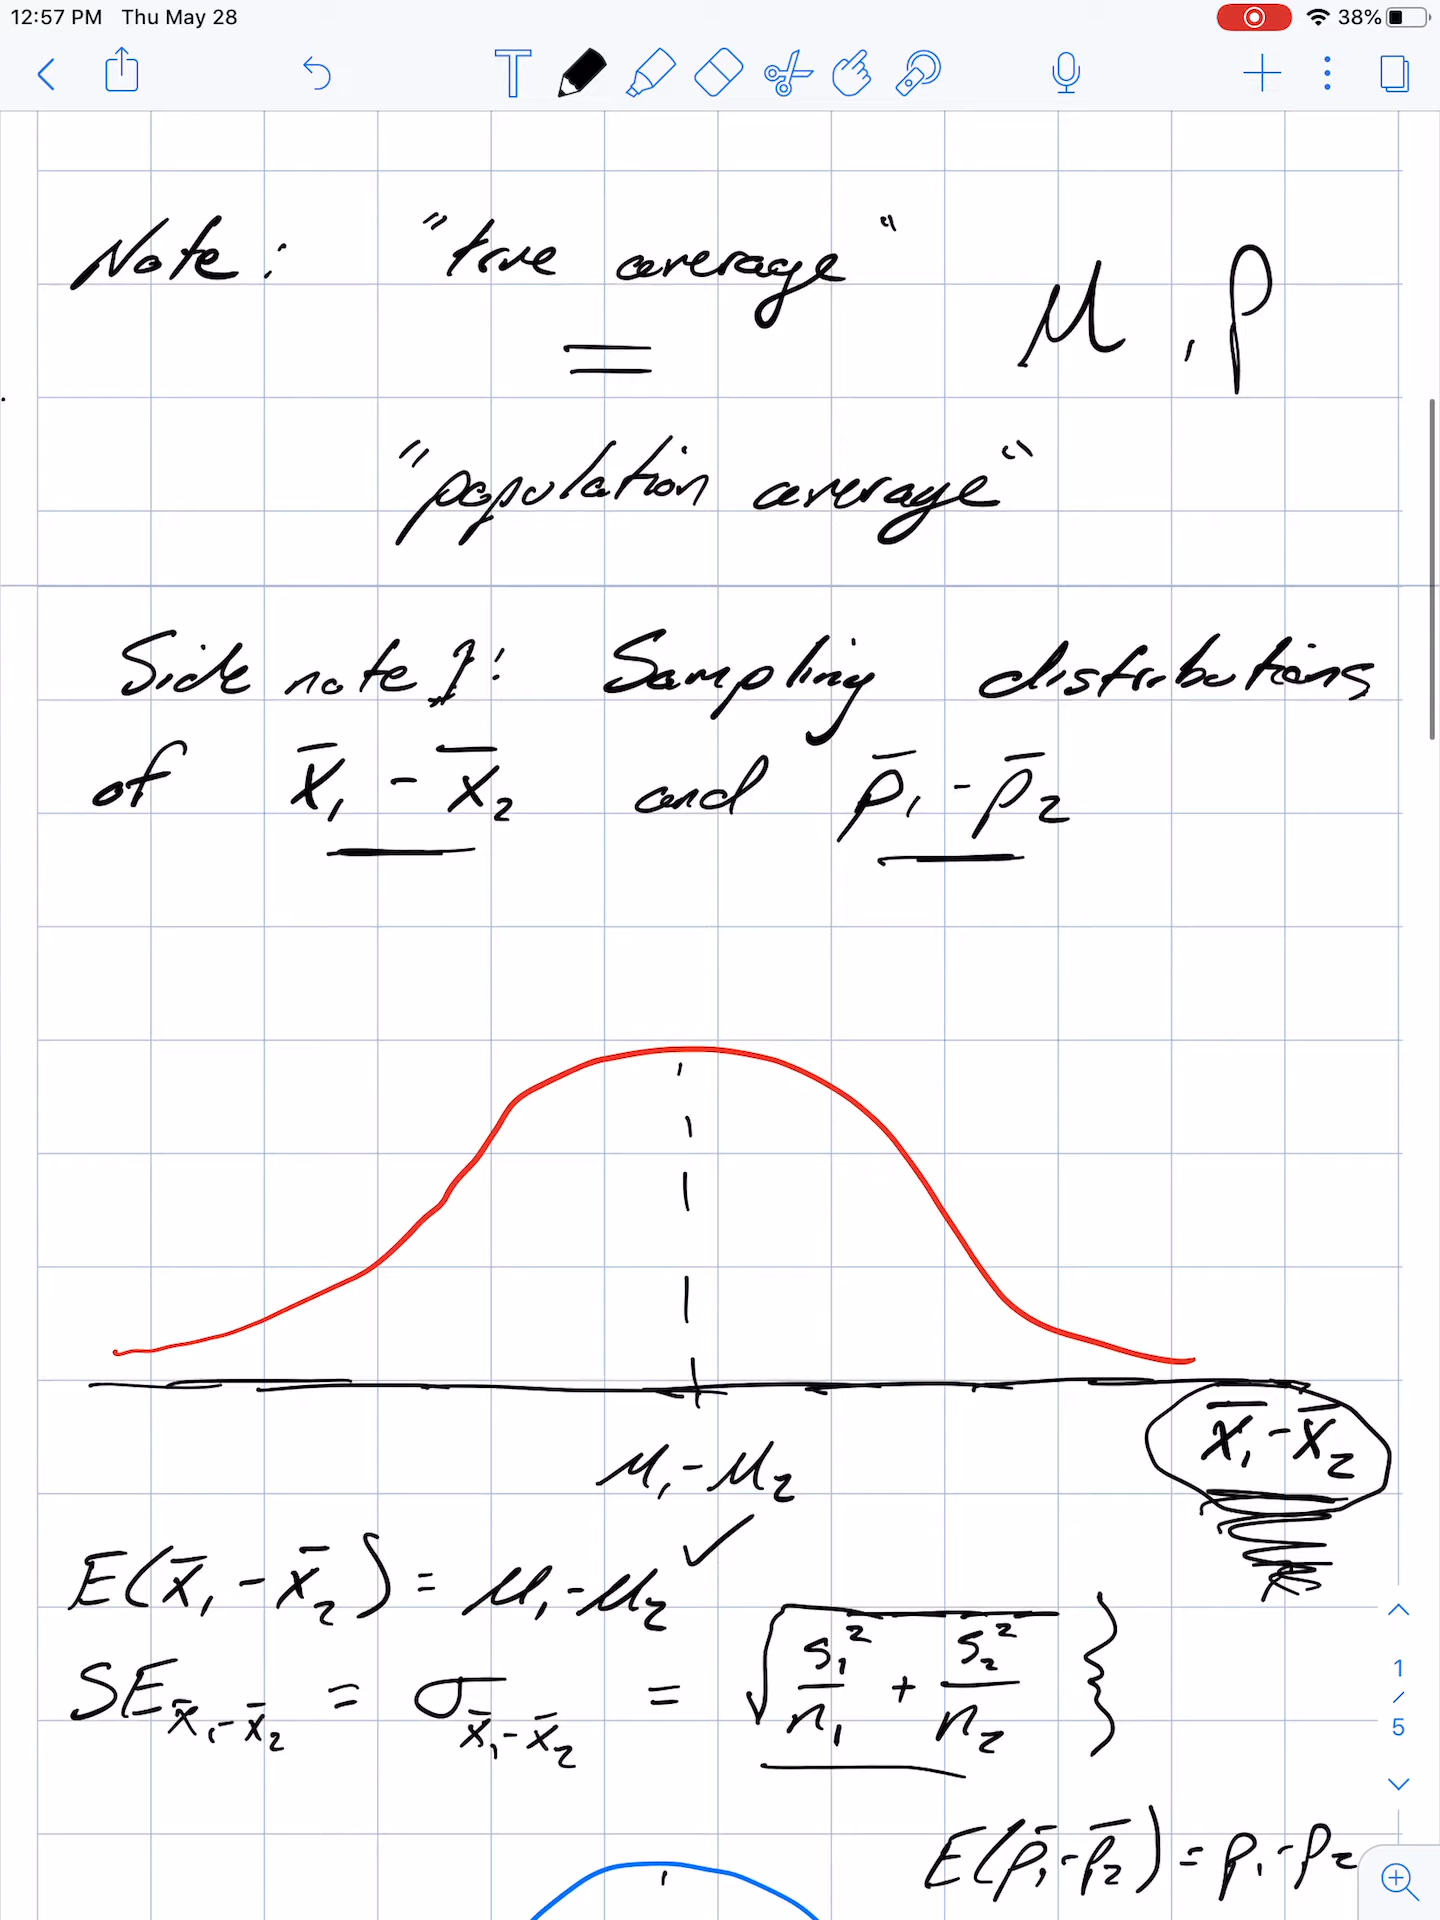 12:57 PM Thu May 28
38%
Note: "true average" μ, p
=
"population average"
Side note 1: Sampling distributions
of x̄₁ - x̄₂ and p̄₁ - p̄₂
x̄₁ - x̄₂
μ₁ - μ₂
E(x̄₁ - x̄₂) = μ₁ - μ₂ ✓
SE x̄₁ - x̄₂ = σ x̄₁ - x̄₂ = √(s₁²/n₁ + s₂²/n₂) }
1/5
E(p̄₁ - p̄₂) = p₁ - p₂